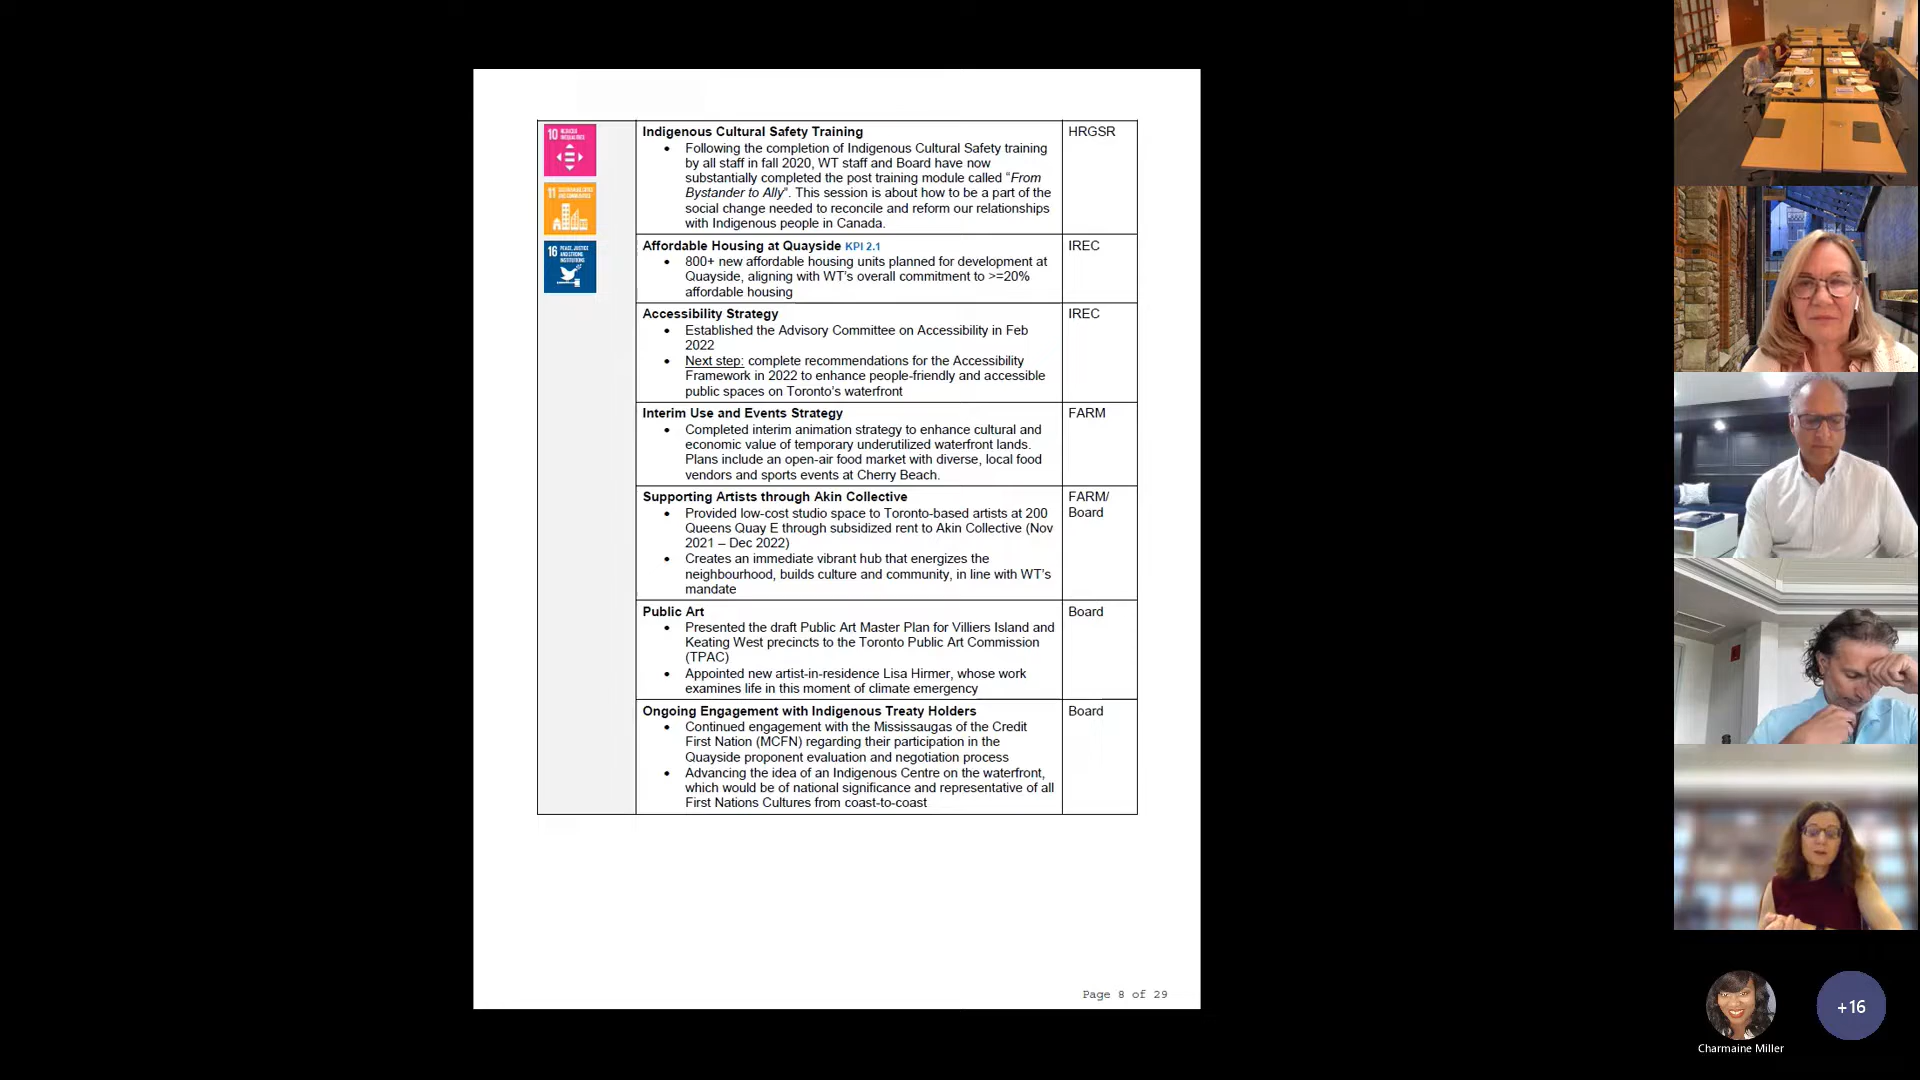 10 REDUCED
INEQUALITIES
11 SUSTAINABLE CITIES
AND COMMUNITIES
16 PEACE, JUSTICE
AND STRONG
INSTITUTIONS
Indigenous Cultural Safety Training
• Following the completion of Indigenous Cultural Safety training
by all staff in fall 2020, WT staff and Board have now
substantially completed the post training module called “From
Bystander to Ally”. This session is about how to be a part of the
social change needed to reconcile and reform our relationships
with Indigenous people in Canada.
HRGSR
Affordable Housing at Quayside KPI 2.1
• 800+ new affordable housing units planned for development at
Quayside, aligning with WT’s overall commitment to >=20%
affordable housing
IREC
Accessibility Strategy
• Established the Advisory Committee on Accessibility in Feb
2022
• Next step: complete recommendations for the Accessibility
Framework in 2022 to enhance people-friendly and accessible
public spaces on Toronto’s waterfront
IREC
Interim Use and Events Strategy
• Completed interim animation strategy to enhance cultural and
economic value of temporary underutilized waterfront lands.
Plans include an open-air food market with diverse, local food
vendors and sports events at Cherry Beach.
FARM
Supporting Artists through Akin Collective
• Provided low-cost studio space to Toronto-based artists at 200
Queens Quay E through subsidized rent to Akin Collective (Nov
2021 – Dec 2022)
• Creates an immediate vibrant hub that energizes the
neighbourhood, builds culture and community, in line with WT’s
mandate
FARM/
Board
Public Art
• Presented the draft Public Art Master Plan for Villiers Island and
Keating West precincts to the Toronto Public Art Commission
(TPAC)
• Appointed new artist-in-residence Lisa Hirmer, whose work
examines life in this moment of climate emergency
Board
Ongoing Engagement with Indigenous Treaty Holders
• Continued engagement with the Mississaugas of the Credit
First Nation (MCFN) regarding their participation in the
Quayside proponent evaluation and negotiation process
• Advancing the idea of an Indigenous Centre on the waterfront,
which would be of national significance and representative of all
First Nations Cultures from coast-to-coast
Board
Page 8 of 29
+16
Charmaine Miller